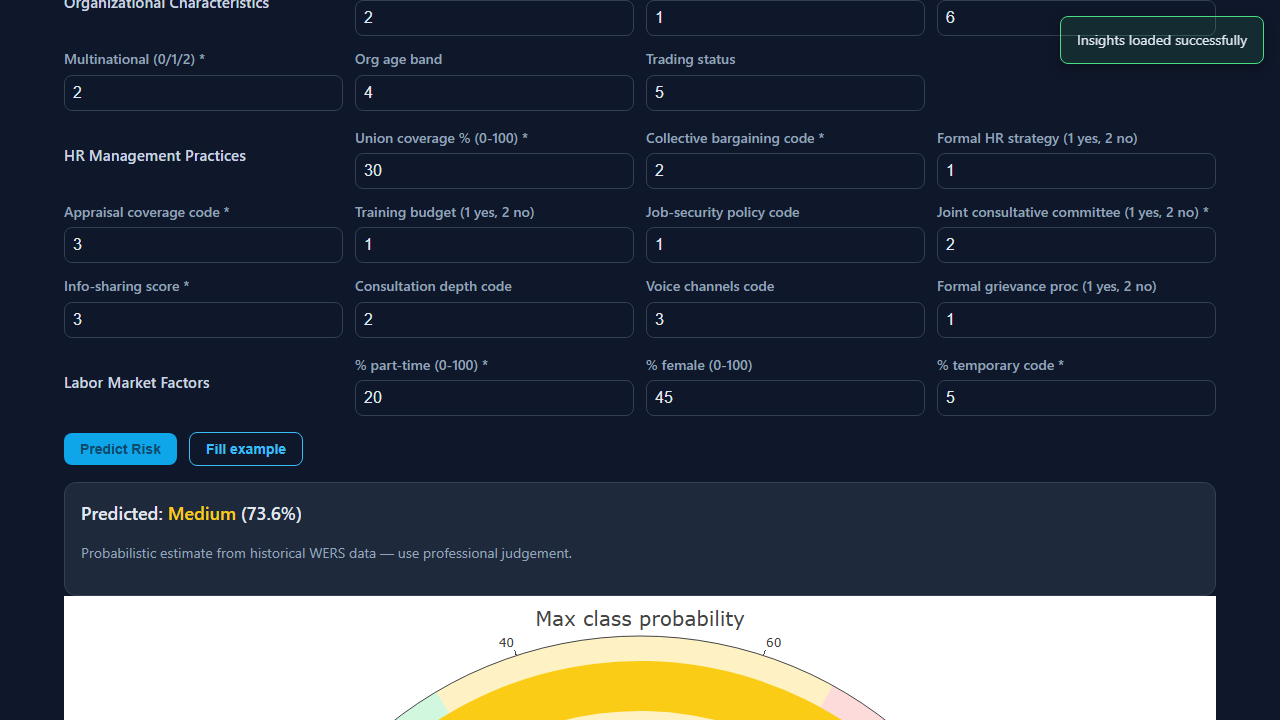 Organizational Characteristics
2
1
6
Insights loaded successfully
Multinational (0/1/2) *
Org age band
Trading status
2
4
5
HR Management Practices
Union coverage % (0-100) *
Collective bargaining code *
Formal HR strategy (1 yes, 2 no)
30
2
1
Appraisal coverage code *
Training budget (1 yes, 2 no)
Job-security policy code
Joint consultative committee (1 yes, 2 no) *
3
1
1
2
Info-sharing score *
Consultation depth code
Voice channels code
Formal grievance proc (1 yes, 2 no)
3
2
3
1
Labor Market Factors
% part-time (0-100) *
% female (0-100)
% temporary code *
20
45
5
Predict Risk
Fill example
Predicted: Medium (73.6%)
Probabilistic estimate from historical WERS data — use professional judgement.
Max class probability
40
60